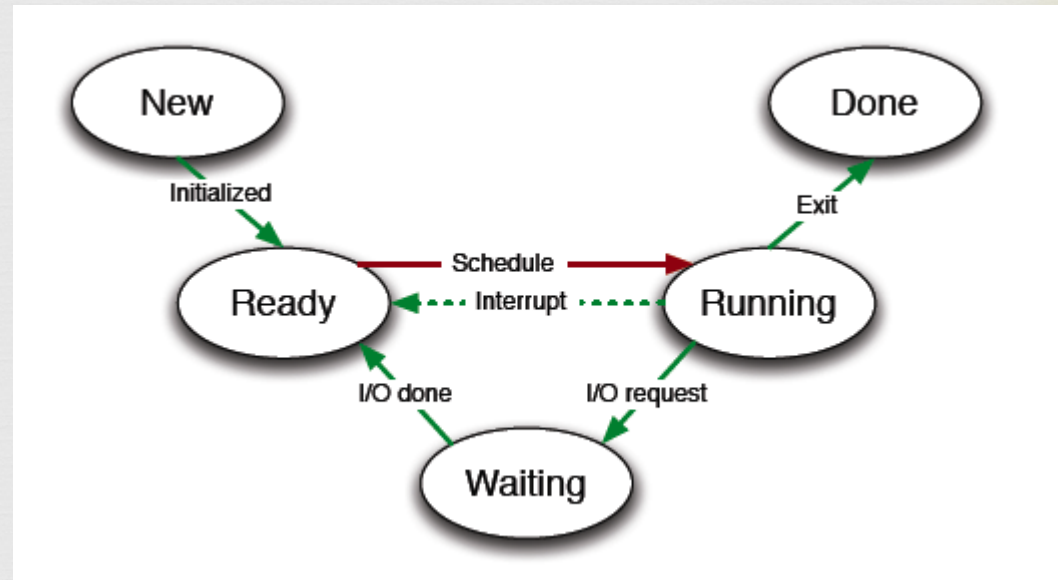 New
Done
Initialized
Exit
Schedule
Ready
Interrupt
Running
I/O done
I/O request
Waiting